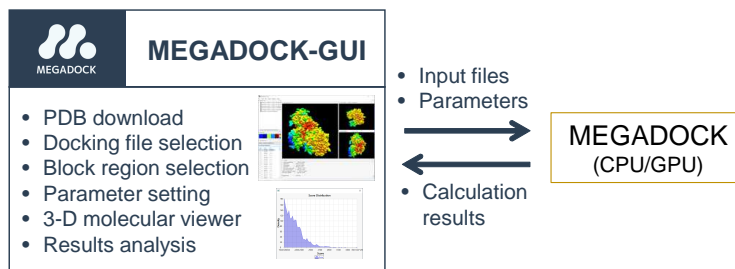 MEGADOCK
MEGADOCK-GUI
• PDB download
• Docking file selection
• Block region selection
• Parameter setting
• 3-D molecular viewer
• Results analysis
• Input files
• Parameters
• Calculation
results
MEGADOCK
(CPU/GPU)